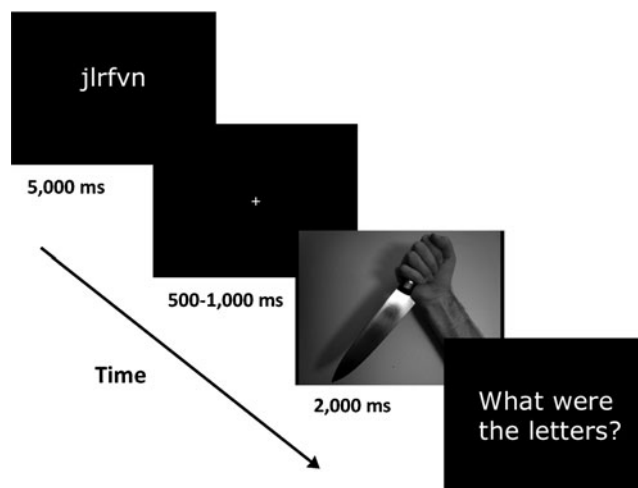 jlrfvn
5,000 ms
+
500-1,000 ms
Time
2,000 ms
What were
the letters?